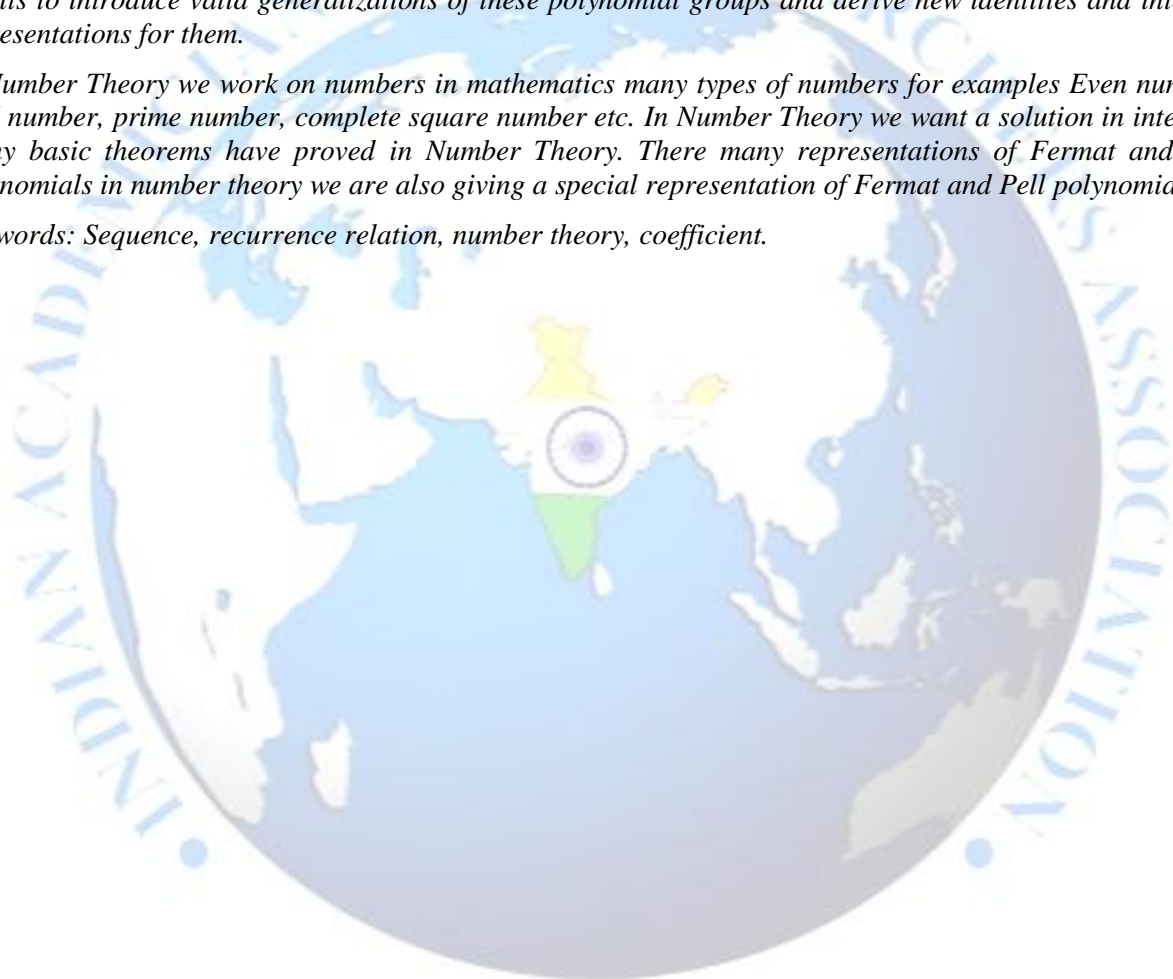 to introduce valid generalizations of these polynomial groups and derive new identities and
for them.
Number Theory we work on numbers in mathematics many types of numbers for examples Even
number, prime number, complete square number etc. In Number Theory we want a solution in
basic theorems have proved in Number Theory. There many representations of Fermat and
in number theory we are also giving a special representation of Fermat and Pell
Sequence, recurrence relation, number theory, coefficient.
INDIAN
ASSOCIATION